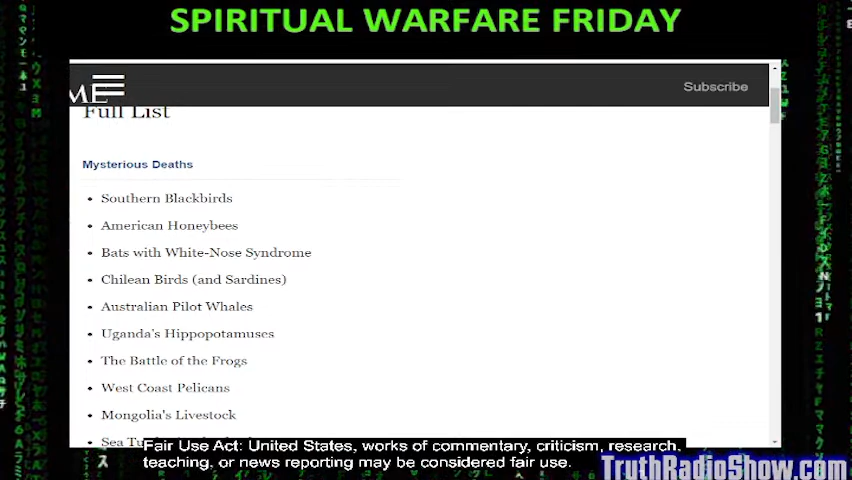 SPIRITUAL WARFARE FRIDAY
ME
Subscribe
Full List
Mysterious Deaths
• Southern Blackbirds
• American Honeybees
• Bats with White-Nose Syndrome
• Chilean Birds (and Sardines)
• Australian Pilot Whales
• Uganda's Hippopotamuses
• The Battle of the Frogs
• West Coast Pelicans
• Mongolia's Livestock
• Sea
Fair Use Act: United States, works of commentary, criticism, research,
teaching, or news reporting may be considered fair use.
TruthRadioShow.com